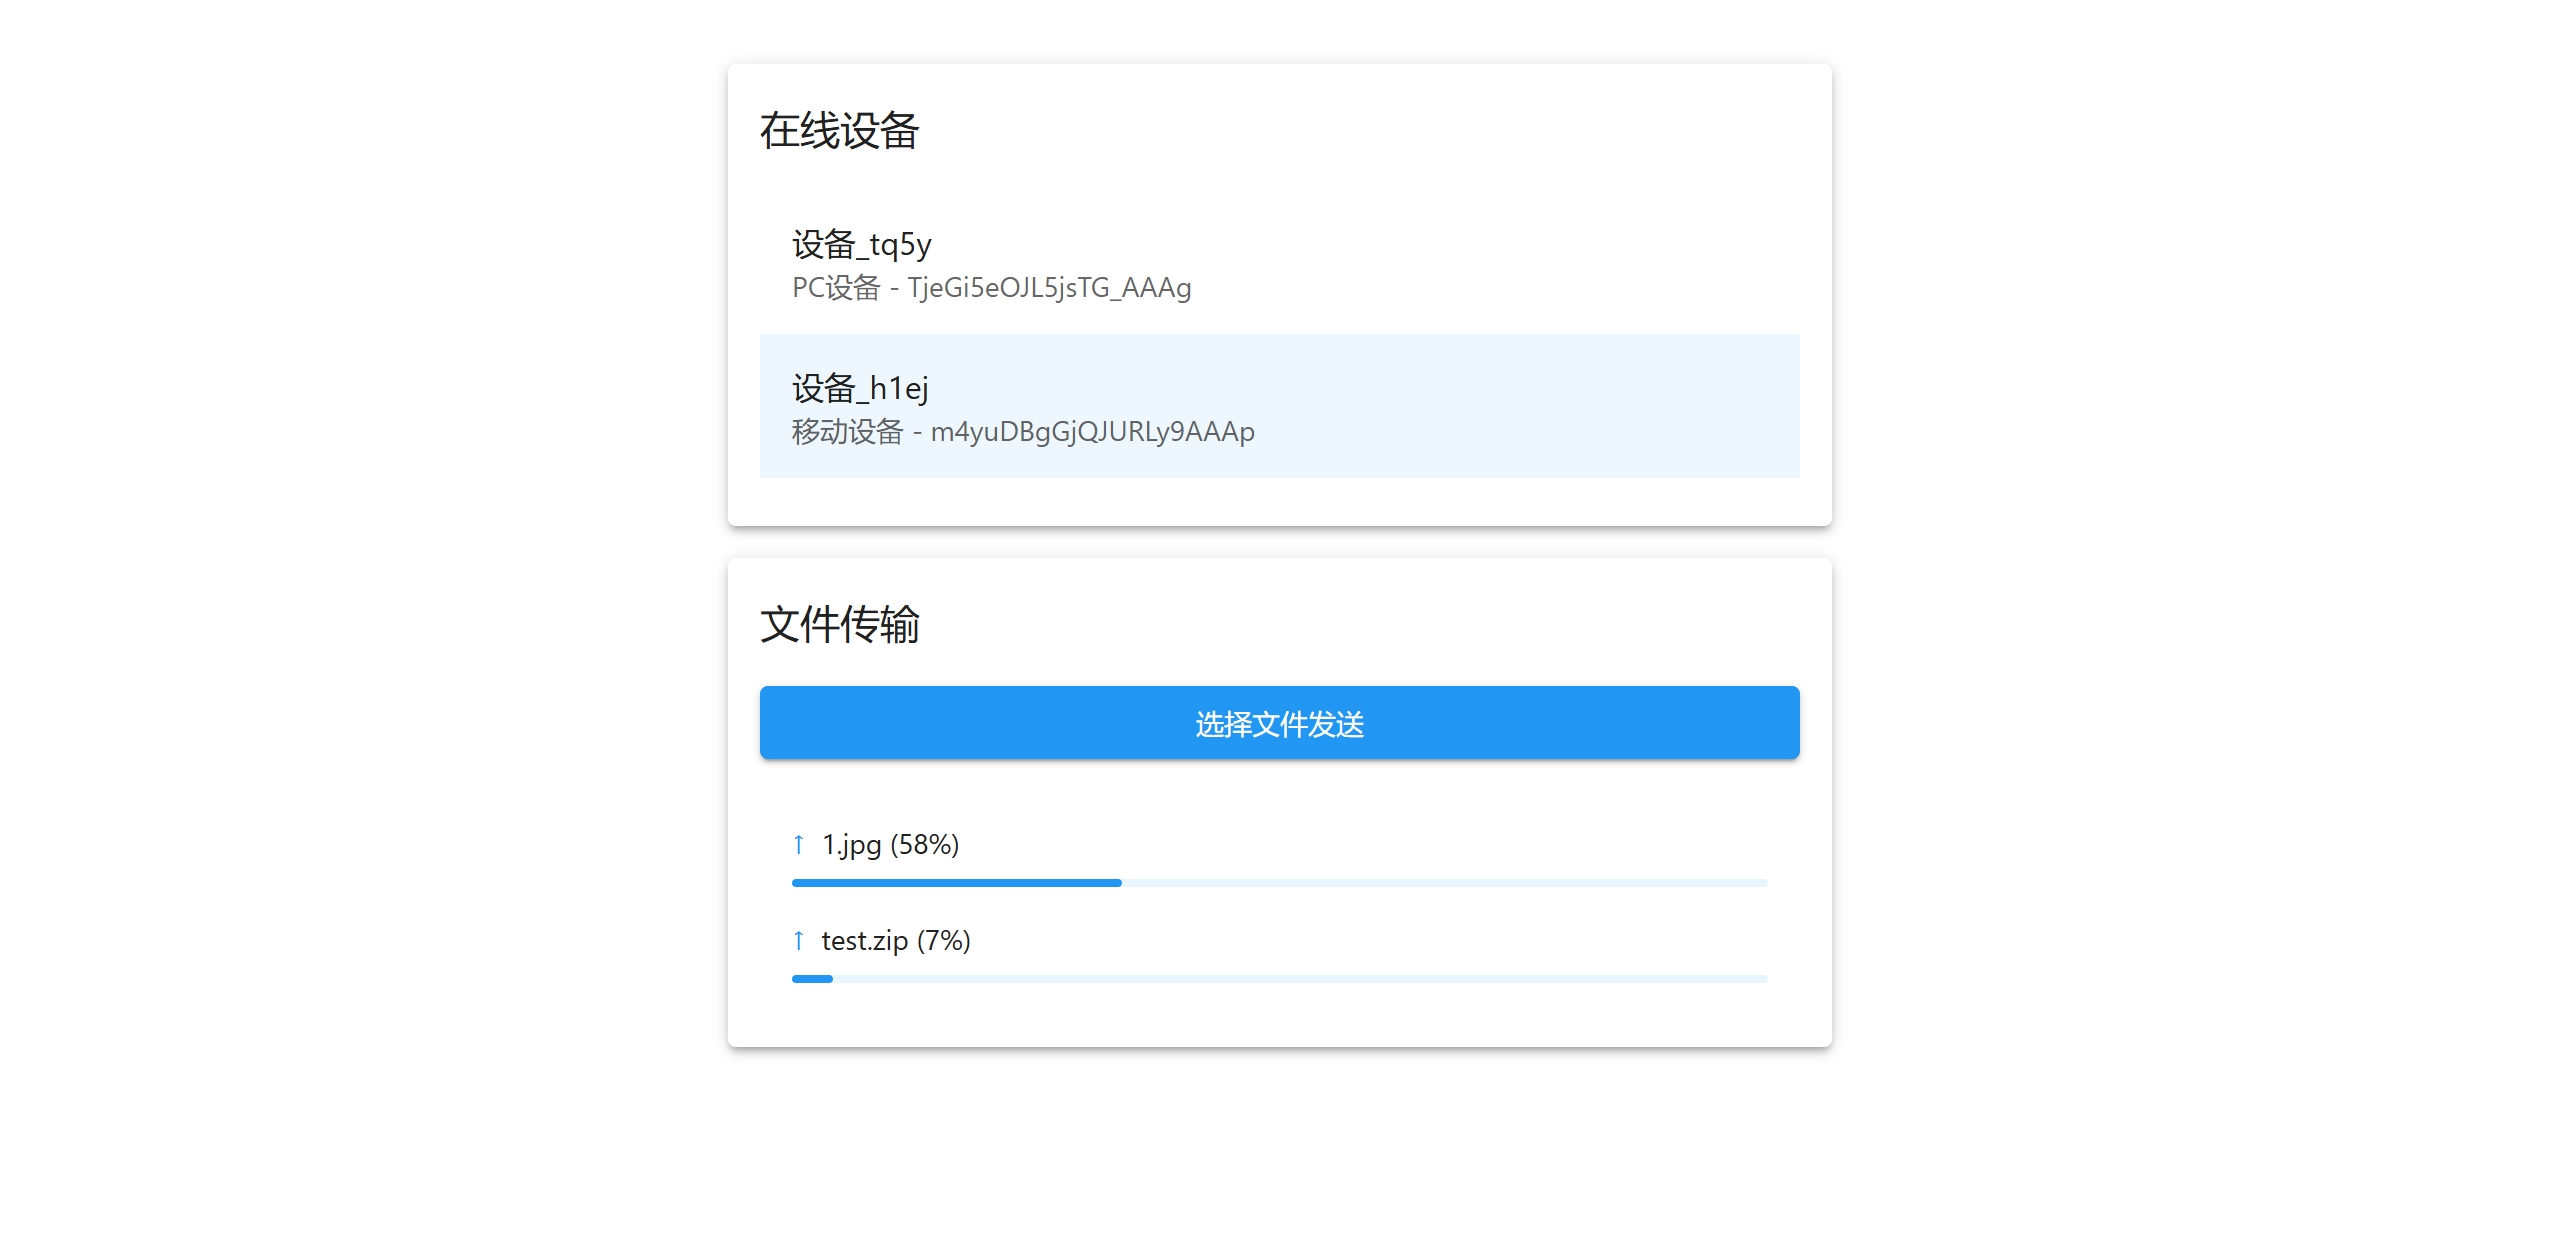 在线设备
设备_tq5y
PC设备 - TjeGi5eOJL5jsTG_AAAg
设备_h1ej
移动设备 - m4yuDBgGjQJURLy9AAAp
文件传输
选择文件发送
↑ 1.jpg (58%)
↑ test.zip (7%)